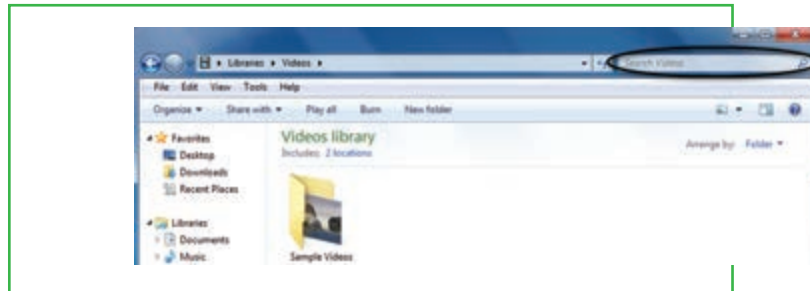 Libraries ▸ Videos ▸
Search Videos
File Edit View Tools Help
Organize ▾ Share with ▾ Play all Burn New folder
Favorites
Desktop
Downloads
Recent Places
Libraries
Documents
Music
Videos library
Includes: 2 locations
Arrange by: Folder ▾
Sample Videos